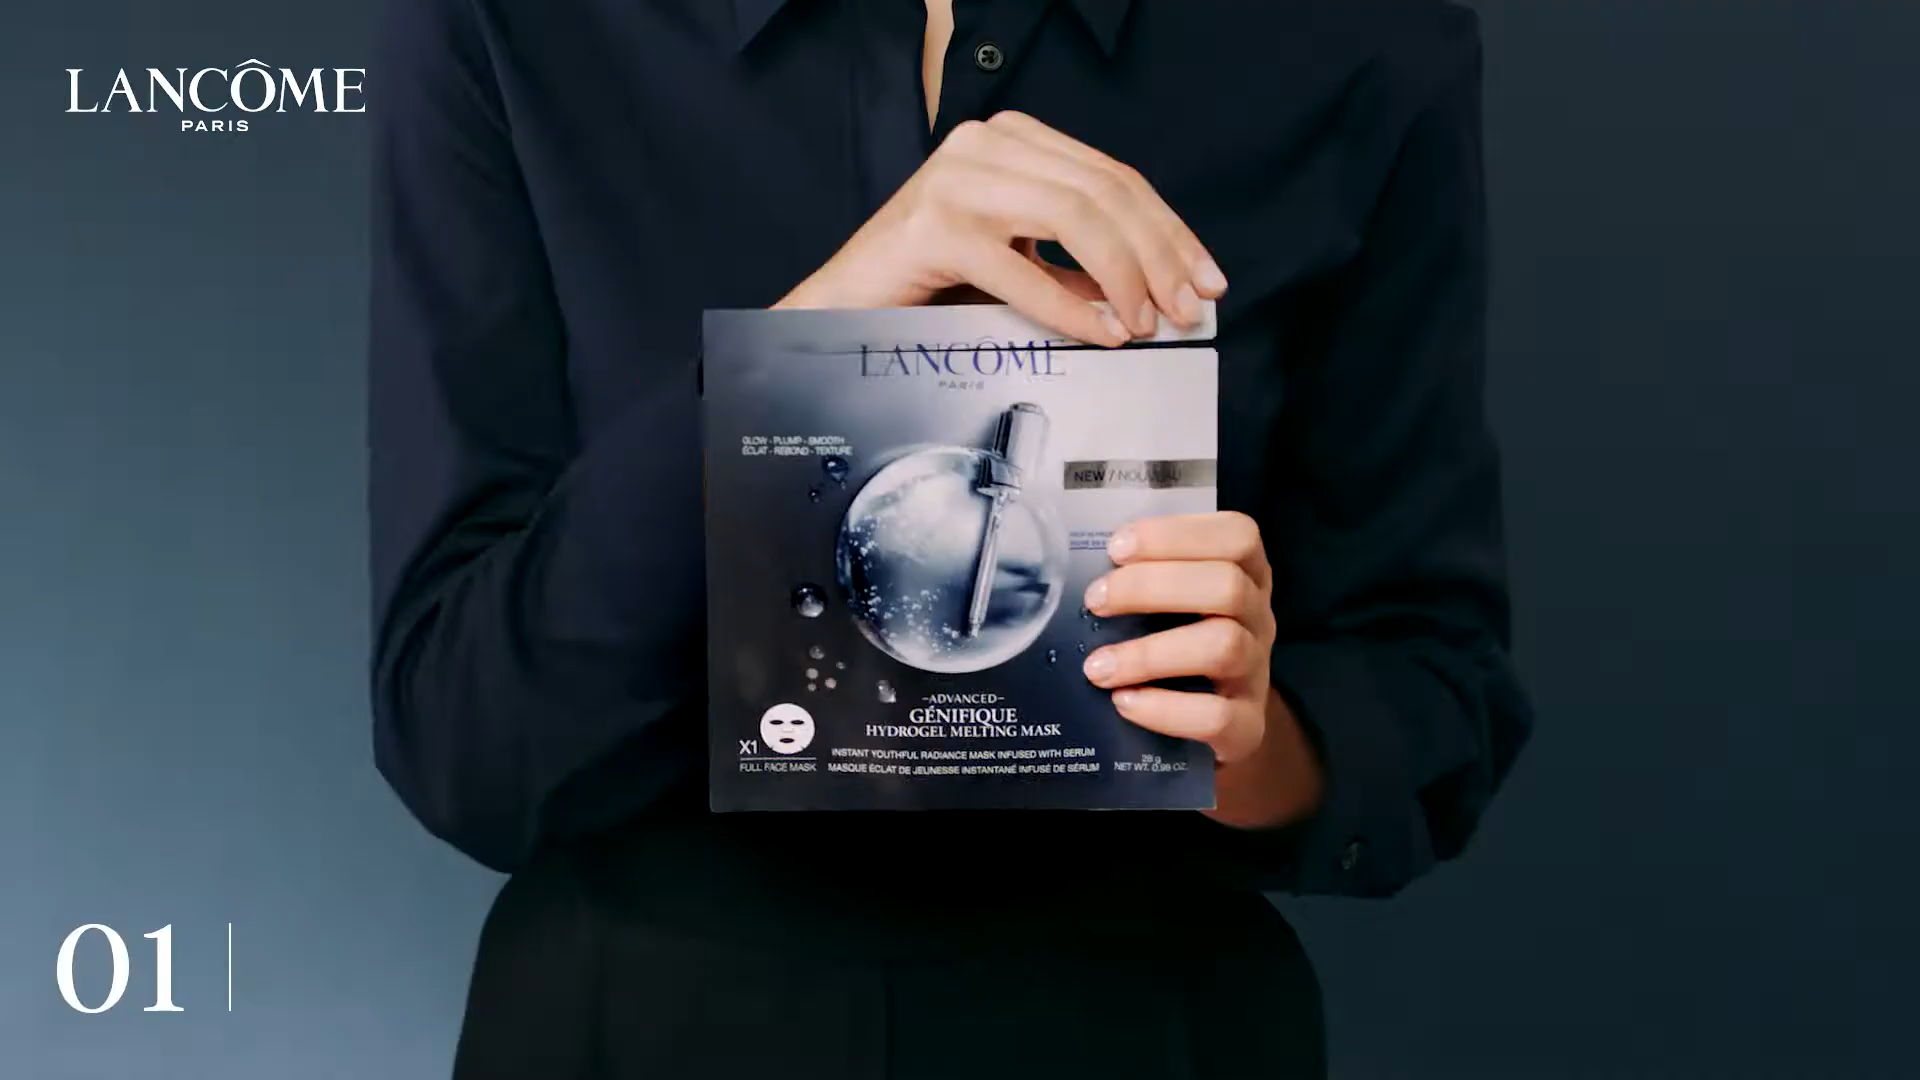 LANCÔME
PARIS
LANCÔME
PARIS
GLOW - PLUMP - SMOOTH
ÉCLAT - REBOND - TEXTURE
NEW / NOUVEAU
-ADVANCED-
GÉNIFIQUE
HYDROGEL MELTING MASK
X1
FULL FACE MASK
INSTANT YOUTHFUL RADIANCE MASK INFUSED WITH SERUM
MASQUE ÉCLAT DE JEUNESSE INSTANTANÉ INFUSÉ DE SÉRUM
28 g
NET WT. 0.98 OZ.
01